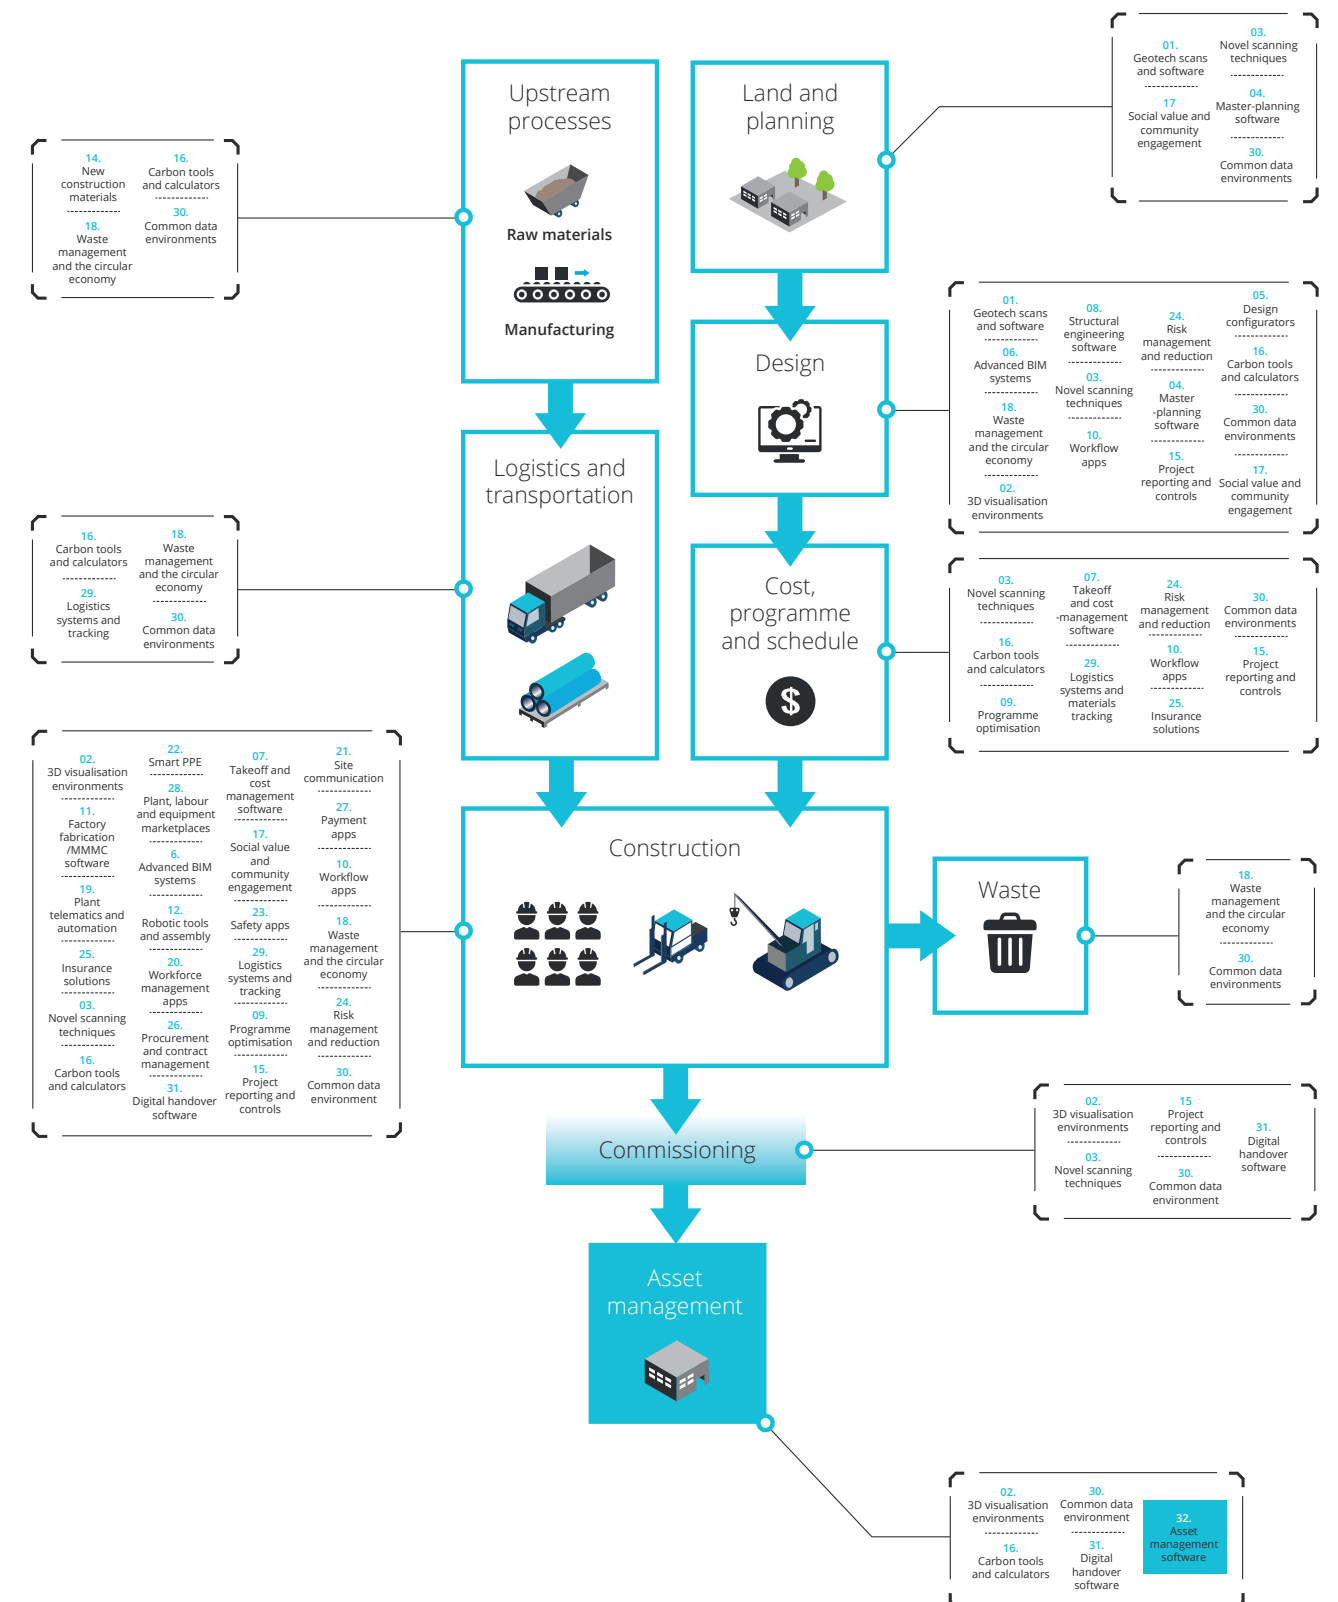 Upstream
processes
Raw materials
Manufacturing
14.
New
construction
materials
18.
Waste
management
and the circular
economy
16.
Carbon tools
and calculators
30.
Common data
environments
Land and
planning
01.
Geotech scans
and software
17
Social value and
community
engagement
03.
Novel scanning
techniques
04.
Master-planning
software
30.
Common data
environments
Design
01.
Geotech scans
and software
06.
Advanced BIM
systems
18.
Waste
management
and the circular
economy
02.
3D visualisation
environments
08.
Structural
engineering
software
03.
Novel scanning
techniques
10.
Workflow
apps
24.
Risk
management
and reduction
04.
Master
-planning
software
15.
Project
reporting and
controls
05.
Design
configurators
16.
Carbon tools
and calculators
30.
Common data
environments
17.
Social value and
community
engagement
Logistics and
transportation
16.
Carbon tools
and calculators
29.
Logistics
systems and
tracking
18.
Waste
management
and the circular
economy
30.
Common data
environments
Cost,
programme
and schedule
$
03.
Novel scanning
techniques
16.
Carbon tools
and calculators
09.
Programme
optimisation
07.
Takeoff
and cost
-management
software
29.
Logistics
systems and
materials
tracking
24.
Risk
management
and reduction
10.
Workflow
apps
25.
Insurance
solutions
30.
Common data
environments
15.
Project
reporting and
controls
Construction
02.
3D visualisation
environments
11.
Factory
fabrication
/MMMC
software
19.
Plant
telematics and
automation
25.
Insurance
solutions
03.
Novel scanning
techniques
16.
Carbon tools
and calculators
22.
Smart PPE
28.
Plant, labour
and equipment
marketplaces
6.
Advanced BIM
systems
12.
Robotic tools
and assembly
20.
Workforce
management
apps
26.
Procurement
and contract
management
31.
Digital handover
software
07.
Takeoff and
cost
management
software
17.
Social value
and
community
engagement
23.
Safety apps
29.
Logistics
systems and
tracking
09.
Programme
optimisation
15.
Project
reporting and
controls
21.
Site
communication
27.
Payment
apps
10.
Workflow
apps
18.
Waste
management
and the circular
economy
24.
Risk
management
and reduction
30.
Common data
environment
Waste
18.
Waste
management
and the circular
economy
30.
Common data
environments
Commissioning
02.
3D visualisation
environments
03.
Novel scanning
techniques
15
Project
reporting and
controls
30.
Common data
environment
31.
Digital
handover
software
Asset
management
02.
3D visualisation
environments
16.
Carbon tools
and calculators
30.
Common data
environment
31.
Digital
handover
software
32.
Asset
management
software